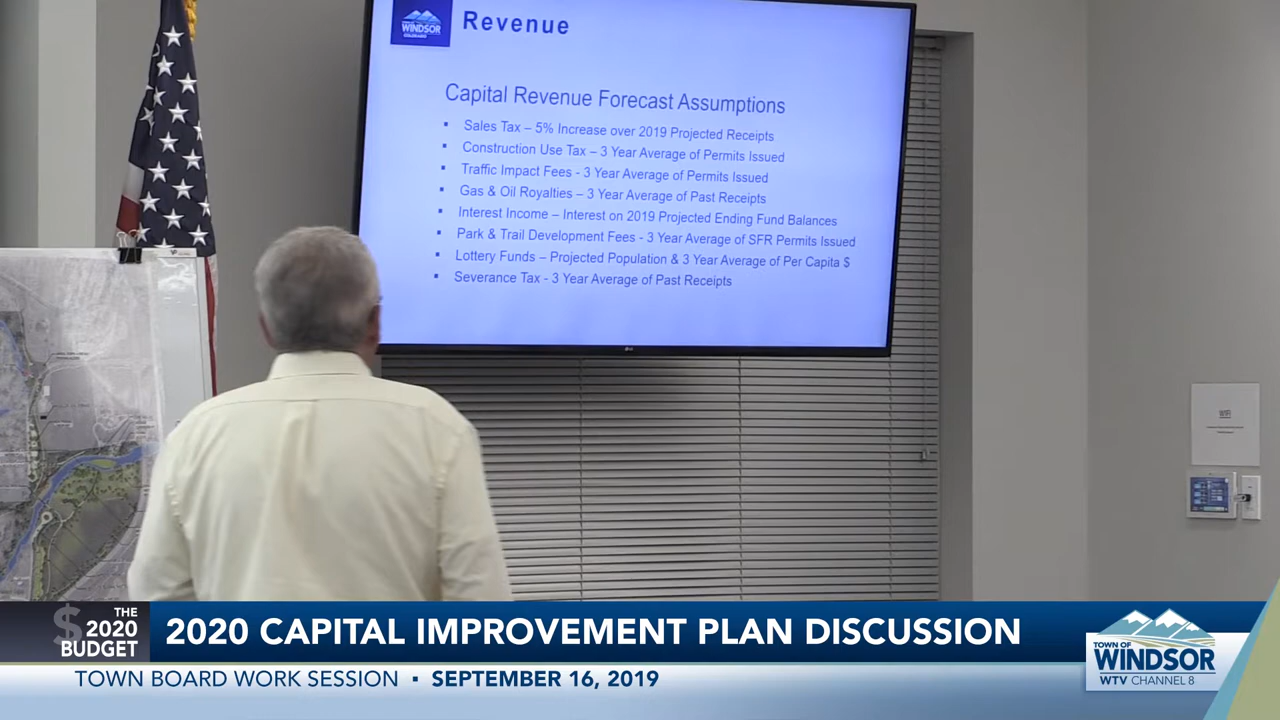 WINDSOR
COLORADO
Revenue
Capital Revenue Forecast Assumptions
▪ Sales Tax – 5% Increase over 2019 Projected Receipts
▪ Construction Use Tax – 3 Year Average of Permits Issued
▪ Traffic Impact Fees - 3 Year Average of Permits Issued
▪ Gas & Oil Royalties – 3 Year Average of Past Receipts
▪ Interest Income – Interest on 2019 Projected Ending Fund Balances
▪ Park & Trail Development Fees - 3 Year Average of SFR Permits Issued
▪ Lottery Funds – Projected Population & 3 Year Average of Per Capita $
▪ Severance Tax - 3 Year Average of Past Receipts
LG
WIFI
$ THE
2020
BUDGET
2020 CAPITAL IMPROVEMENT PLAN DISCUSSION
TOWN BOARD WORK SESSION ▪ SEPTEMBER 16, 2019
TOWN OF
WINDSOR
WTV CHANNEL 8